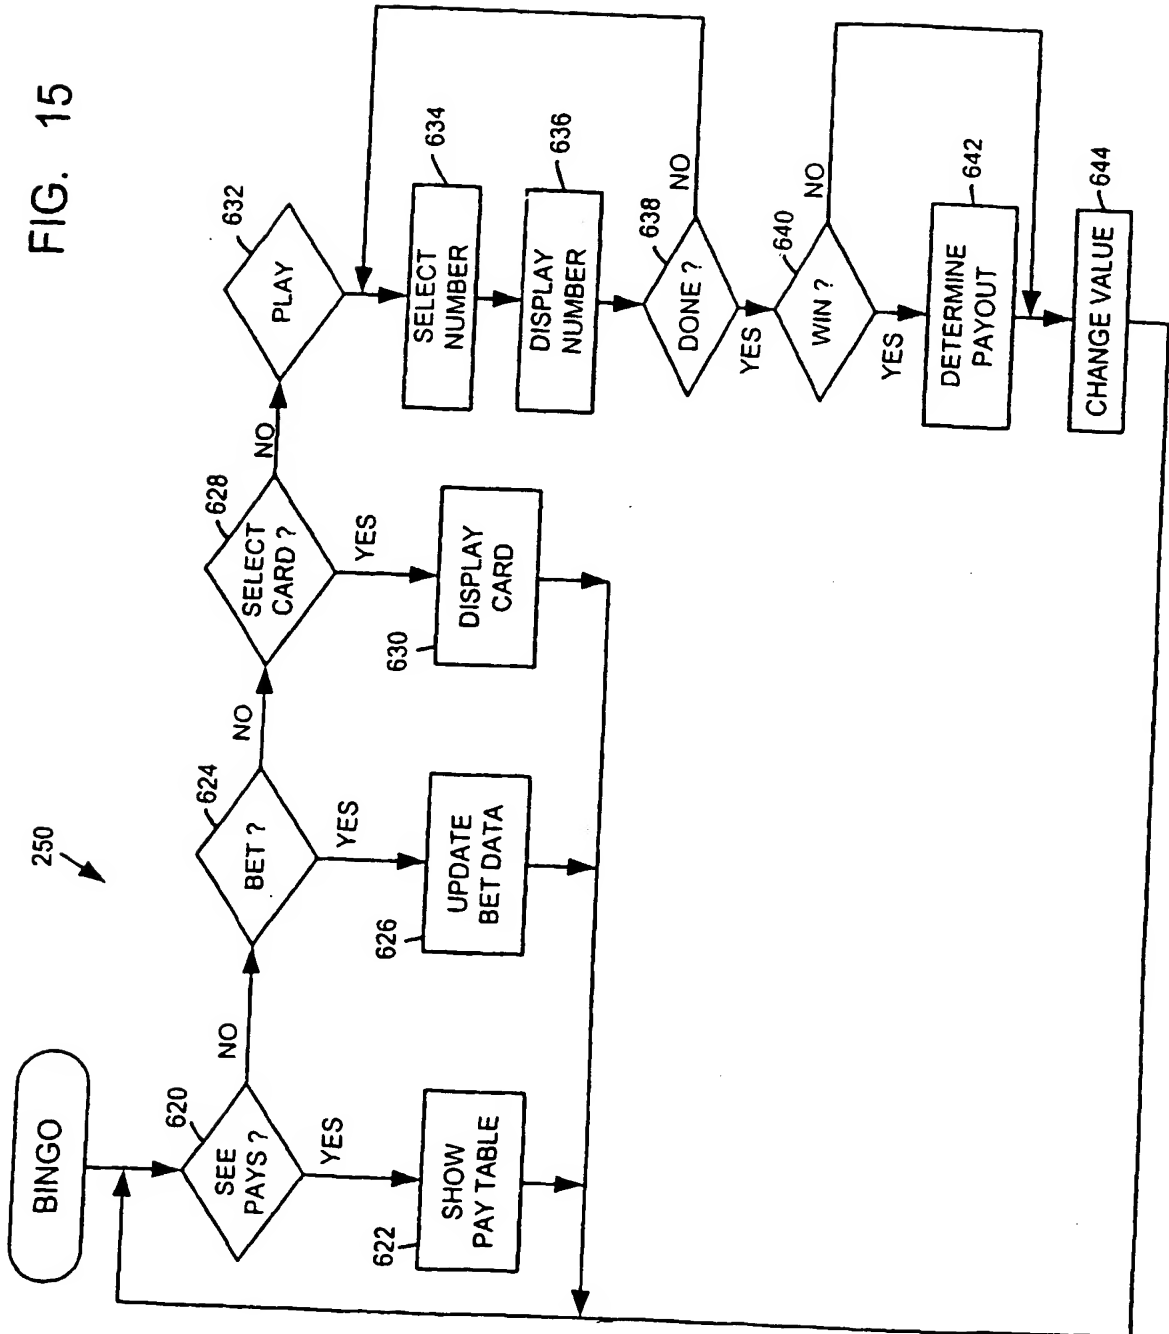 FIG. 15
250
BINGO
620
SEE
PAYS ?
NO
YES
622
SHOW
PAY TABLE
624
BET ?
NO
YES
626
UPDATE
BET DATA
628
SELECT
CARD ?
NO
YES
630
DISPLAY
CARD
632
PLAY
634
SELECT
NUMBER
636
DISPLAY
NUMBER
638
DONE ?
NO
YES
640
WIN ?
NO
YES
642
DETERMINE
PAYOUT
644
CHANGE VALUE